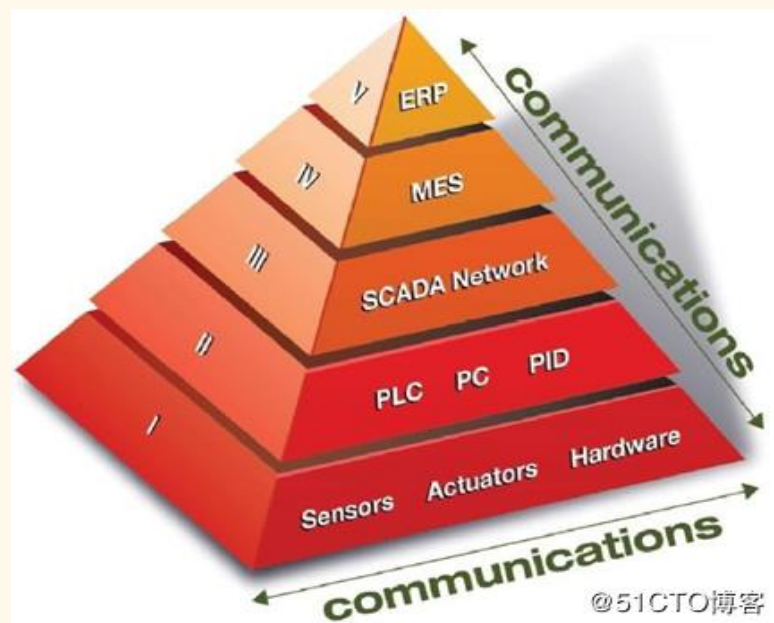 V
ERP
IV
MES
III
SCADA Network
II
PLC PC PID
I
Sensors Actuators Hardware
communications
communications
@51CTO博客